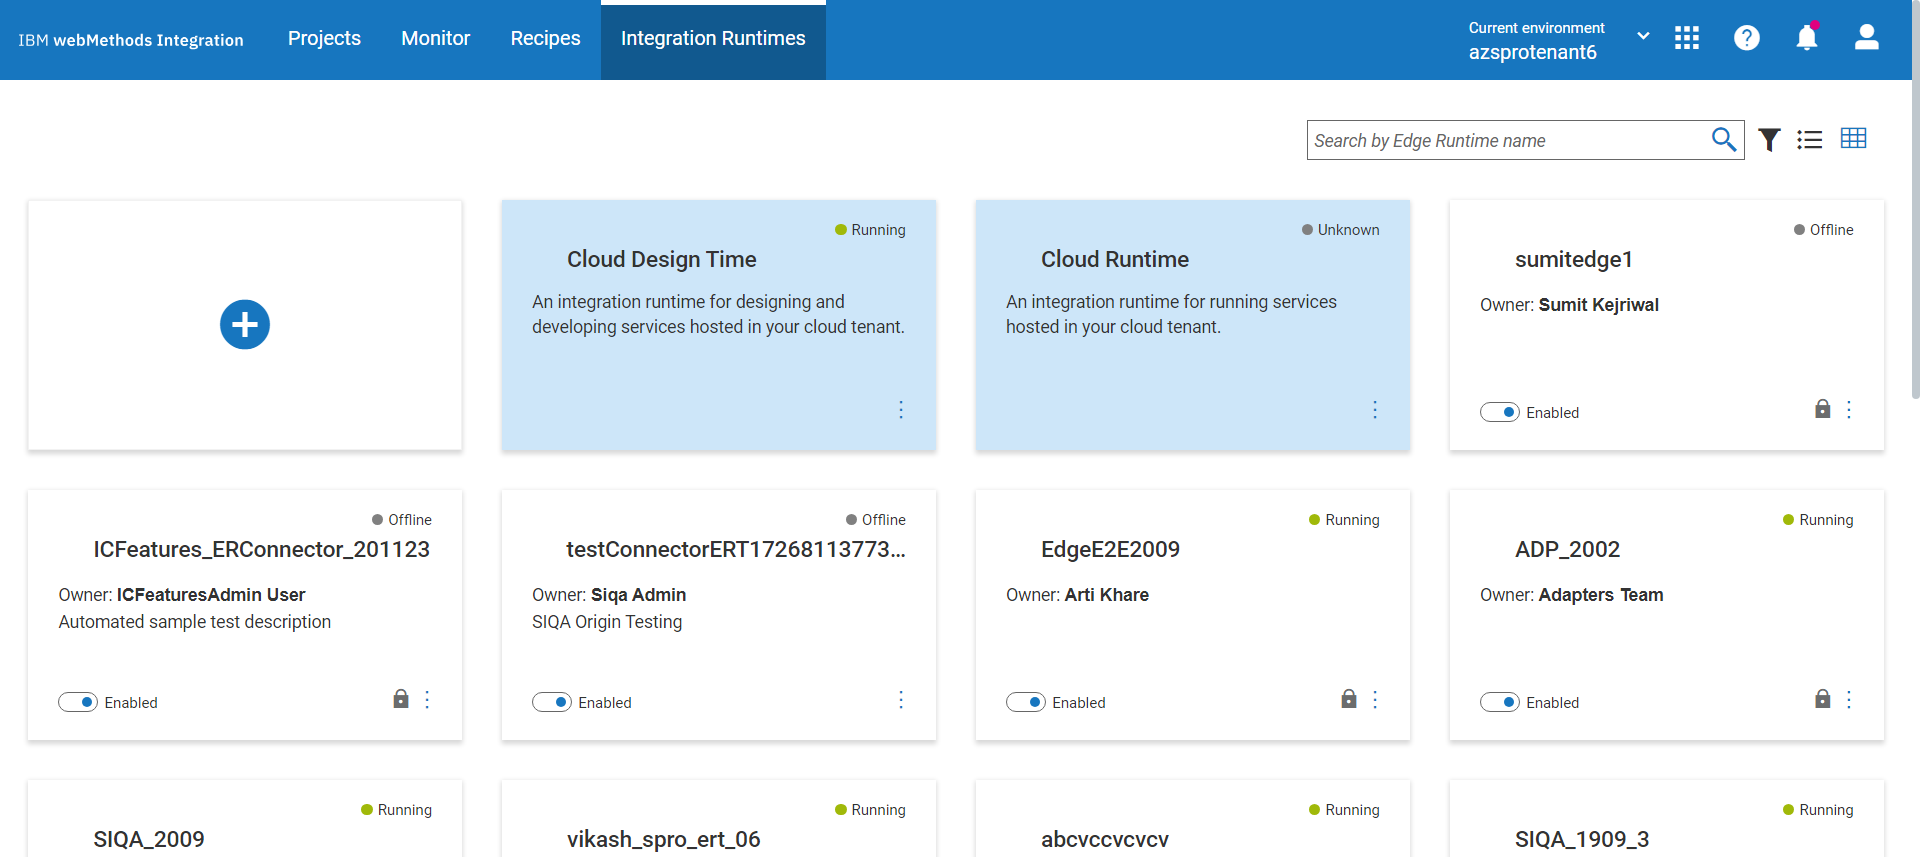 IBM webMethods Integration
Projects
Monitor
Recipes
Integration Runtimes
Current environment
azsprotenant6
Search by Edge Runtime name
Running
Cloud Design Time
An integration runtime for designing and
developing services hosted in your cloud tenant.
Unknown
Cloud Runtime
An integration runtime for running services
hosted in your cloud tenant.
Offline
sumitedge1
Owner: Sumit Kejriwal
Enabled
Offline
ICFeatures_ERConnector_201123
Owner: ICFeaturesAdmin User
Automated sample test description
Enabled
Offline
testConnectorERT17268113773...
Owner: Siqa Admin
SIQA Origin Testing
Enabled
Running
EdgeE2E2009
Owner: Arti Khare
Enabled
Running
ADP_2002
Owner: Adapters Team
Enabled
Running
SIQA_2009
Running
vikash_spro_ert_06
Running
abcvccvcvcv
Running
SIQA_1909_3